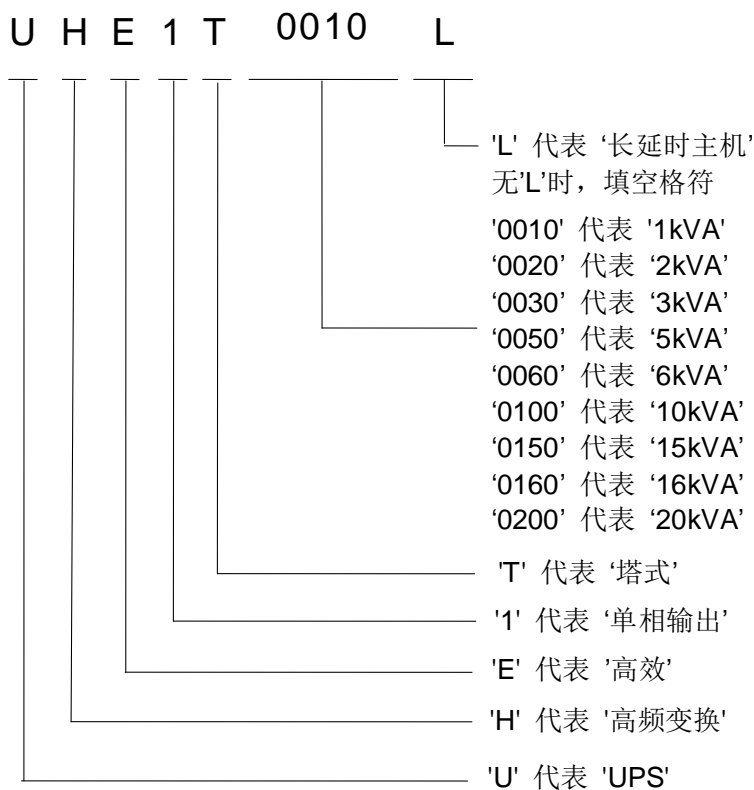 U H E 1 T 0010 L
'L' 代表 ‘长延时主机’
无’L’时，填空格符
'0010' 代表 '1kVA'
‘0020’ 代表 ‘2kVA’
‘0030’ 代表 ‘3kVA’
‘0050’ 代表 ‘5kVA’
‘0060’ 代表 ‘6kVA’
‘0100’ 代表 ‘10kVA’
‘0150’ 代表 ‘15kVA’
‘0160’ 代表 ‘16kVA’
‘0200’ 代表 ‘20kVA’
'T' 代表 ‘塔式’
'1' 代表 ‘单相输出’
'E' 代表 ’高效’
'H' 代表 '高频变换'
'U' 代表 'UPS'